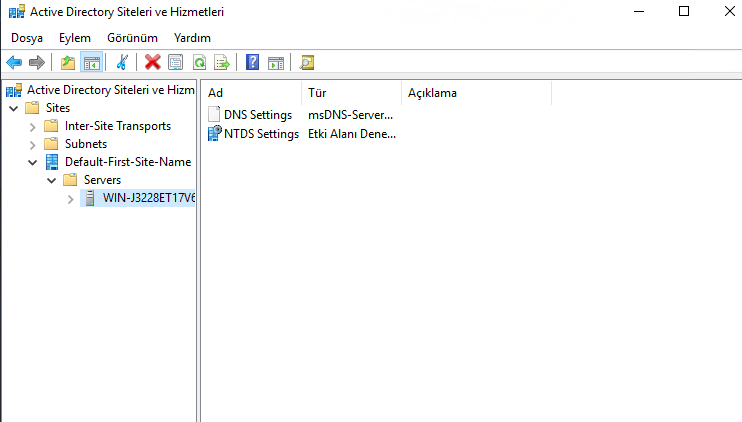 Active Directory Siteleri ve Hizmetleri
Dosya Eylem Görünüm Yardım
Active Directory Siteleri ve Hizm
Sites
Inter-Site Transports
Subnets
Default-First-Site-Name
Servers
WIN-J3228ET17V6
Ad Tür Açıklama
DNS Settings msDNS-Server...
NTDS Settings Etki Alanı Dene...